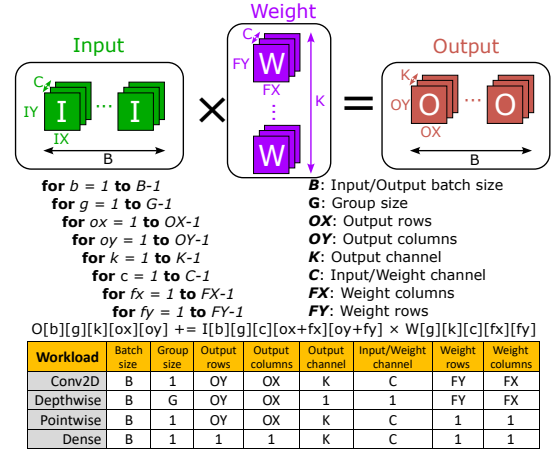 Input
Weight
Output
C
IY
I
...
I
IX
B
×
C
FY
W
FX
...
W
K
=
K
OY
O
...
O
OX
B
for b = 1 to B-1
for g = 1 to G-1
for ox = 1 to OX-1
for oy = 1 to OY-1
for k = 1 to K-1
for c = 1 to C-1
for fx = 1 to FX-1
for fy = 1 to FY-1
B: Input/Output batch size
G: Group size
OX: Output rows
OY: Output columns
K: Output channel
C: Input/Weight channel
FX: Weight columns
FY: Weight rows
O[b][g][k][ox][oy] += I[b][g][c][ox+fx][oy+fy] × W[g][k][c][fx][fy]
Workload Batch size Group size Output rows Output columns Output channel Input/Weight channel Weight rows Weight columns
Conv2D B 1 OY OX K C FY FX
Depthwise B G OY OX 1 1 FY FX
Pointwise B 1 OY OX K C 1 1
Dense B 1 1 1 K C 1 1